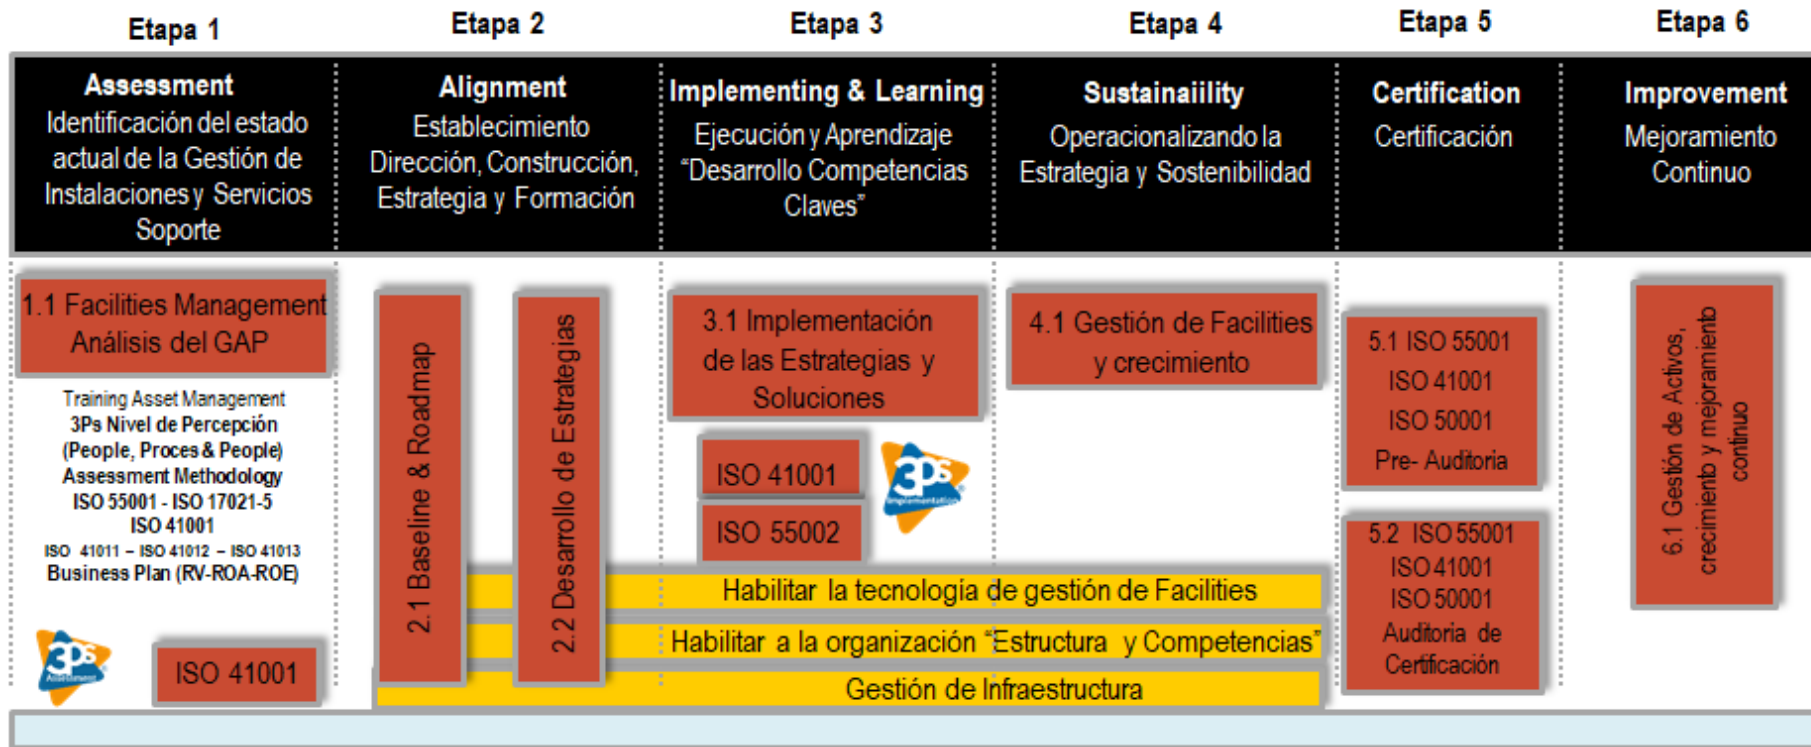 Etapa 1
Etapa 2
Etapa 3
Etapa 4
Etapa 5
Etapa 6
Assessment
Identificación del estado
actual de la Gestión de
Instalaciones y Servicios
Soporte
Alignment
Establecimiento
Dirección, Construcción,
Estrategia y Formación
Implementing & Learning
Ejecución y Aprendizaje
“Desarrollo Competencias
Claves”
Sustainaiility
Operacionalizando la
Estrategia y Sostenibilidad
Certification
Certificación
Improvement
Mejoramiento
Continuo
1.1 Facilities Management
Análisis del GAP
Training Asset Management
3Ps Nivel de Percepción
(People, Proces & People)
Assessment Methodology
ISO 55001 - ISO 17021-5
ISO 41001
ISO 41011 – ISO 41012 – ISO 41013
Business Plan (RV-ROA-ROE)
3Ps
Assessment
ISO 41001
2.1 Baseline & Roadmap
2.2 Desarrollo de Estrategias
3.1 Implementación
de las Estrategias y
Soluciones
ISO 41001
ISO 55002
3Ps
Implementation
4.1 Gestión de Facilities
y crecimiento
Habilitar la tecnología de gestión de Facilities
Habilitar a la organización “Estructura y Competencias”
Gestión de Infraestructura
5.1 ISO 55001
ISO 41001
ISO 50001
Pre- Auditoria
5.2 ISO 55001
ISO 41001
ISO 50001
Auditoria de
Certificación
6.1 Gestión de Activos,
crecimiento y mejoramiento
continuo